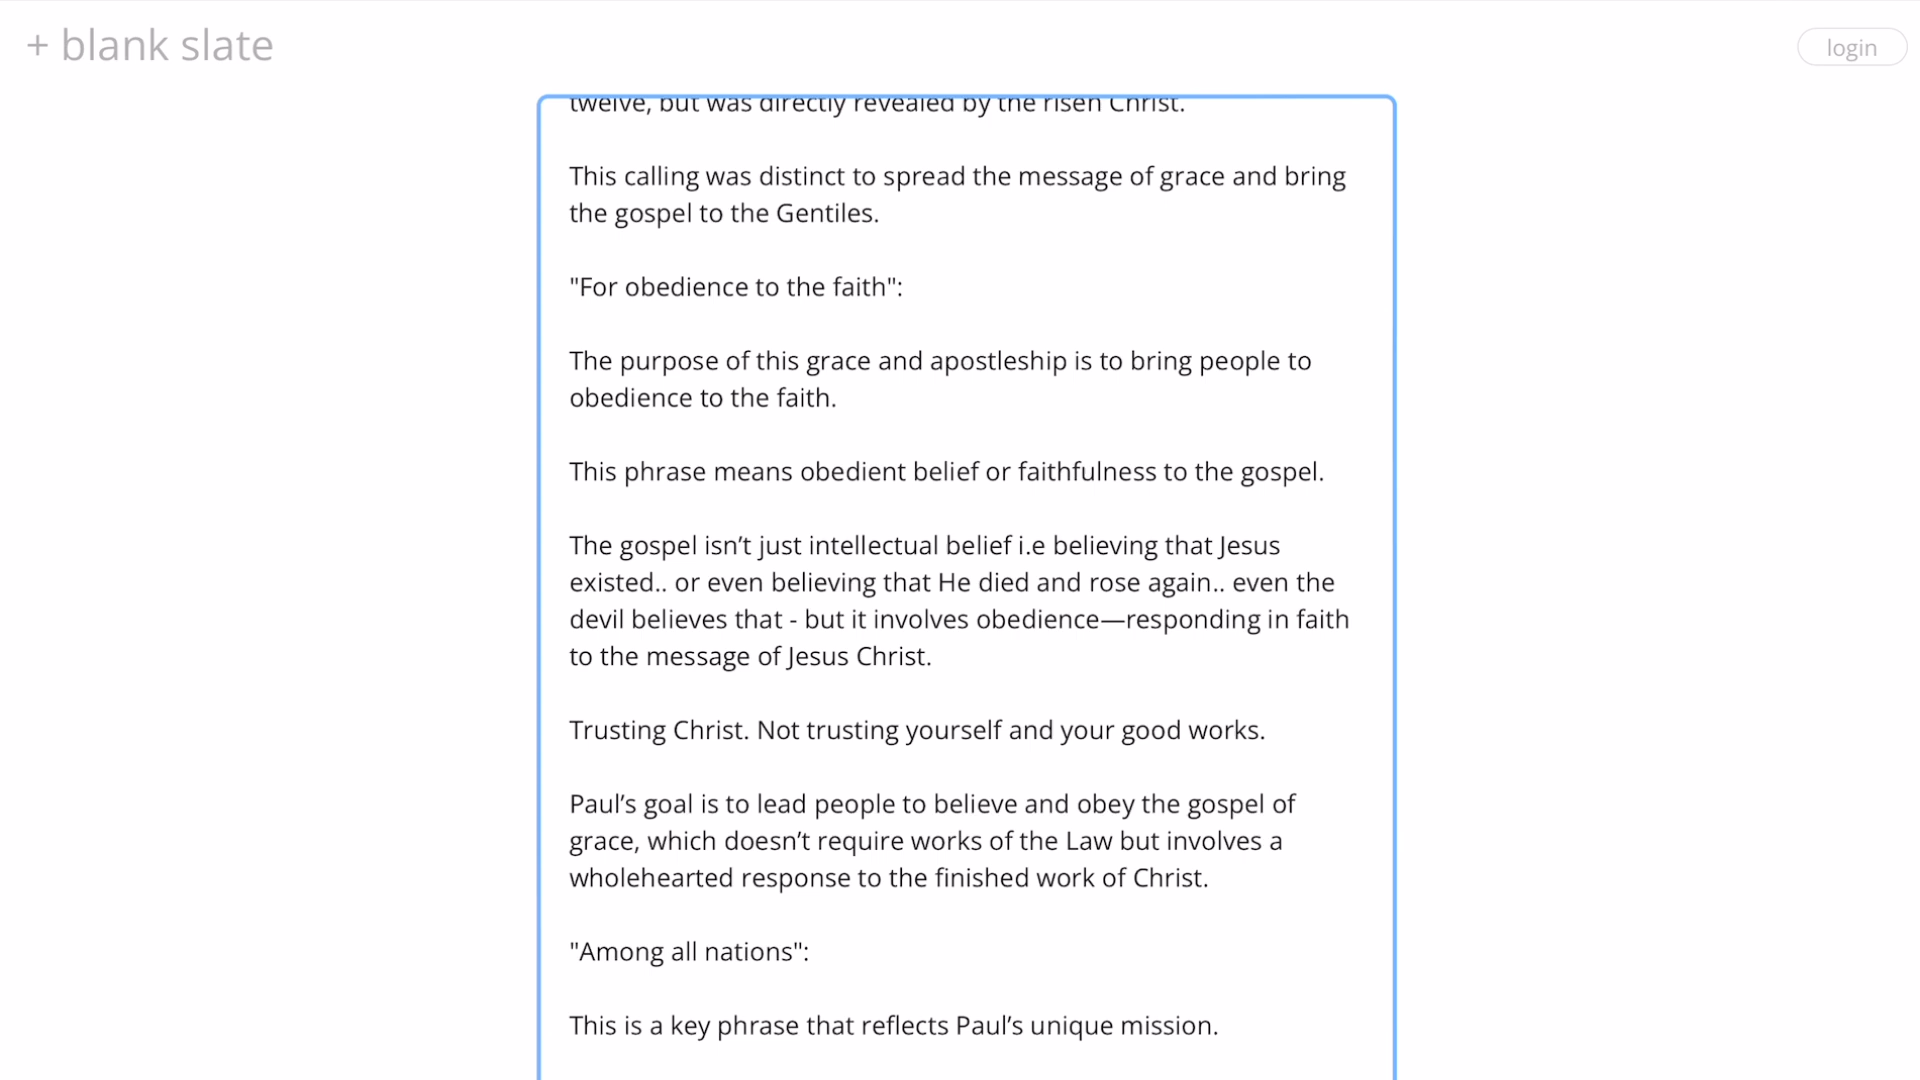 + blank slate
login
twelve, but was directly revealed by the risen Christ.
This calling was distinct to spread the message of grace and bring
the gospel to the Gentiles.
"For obedience to the faith":
The purpose of this grace and apostleship is to bring people to
obedience to the faith.
This phrase means obedient belief or faithfulness to the gospel.
The gospel isn’t just intellectual belief i.e believing that Jesus
existed.. or even believing that He died and rose again.. even the
devil believes that - but it involves obedience—responding in faith
to the message of Jesus Christ.
Trusting Christ. Not trusting yourself and your good works.
Paul’s goal is to lead people to believe and obey the gospel of
grace, which doesn’t require works of the Law but involves a
wholehearted response to the finished work of Christ.
"Among all nations":
This is a key phrase that reflects Paul’s unique mission.